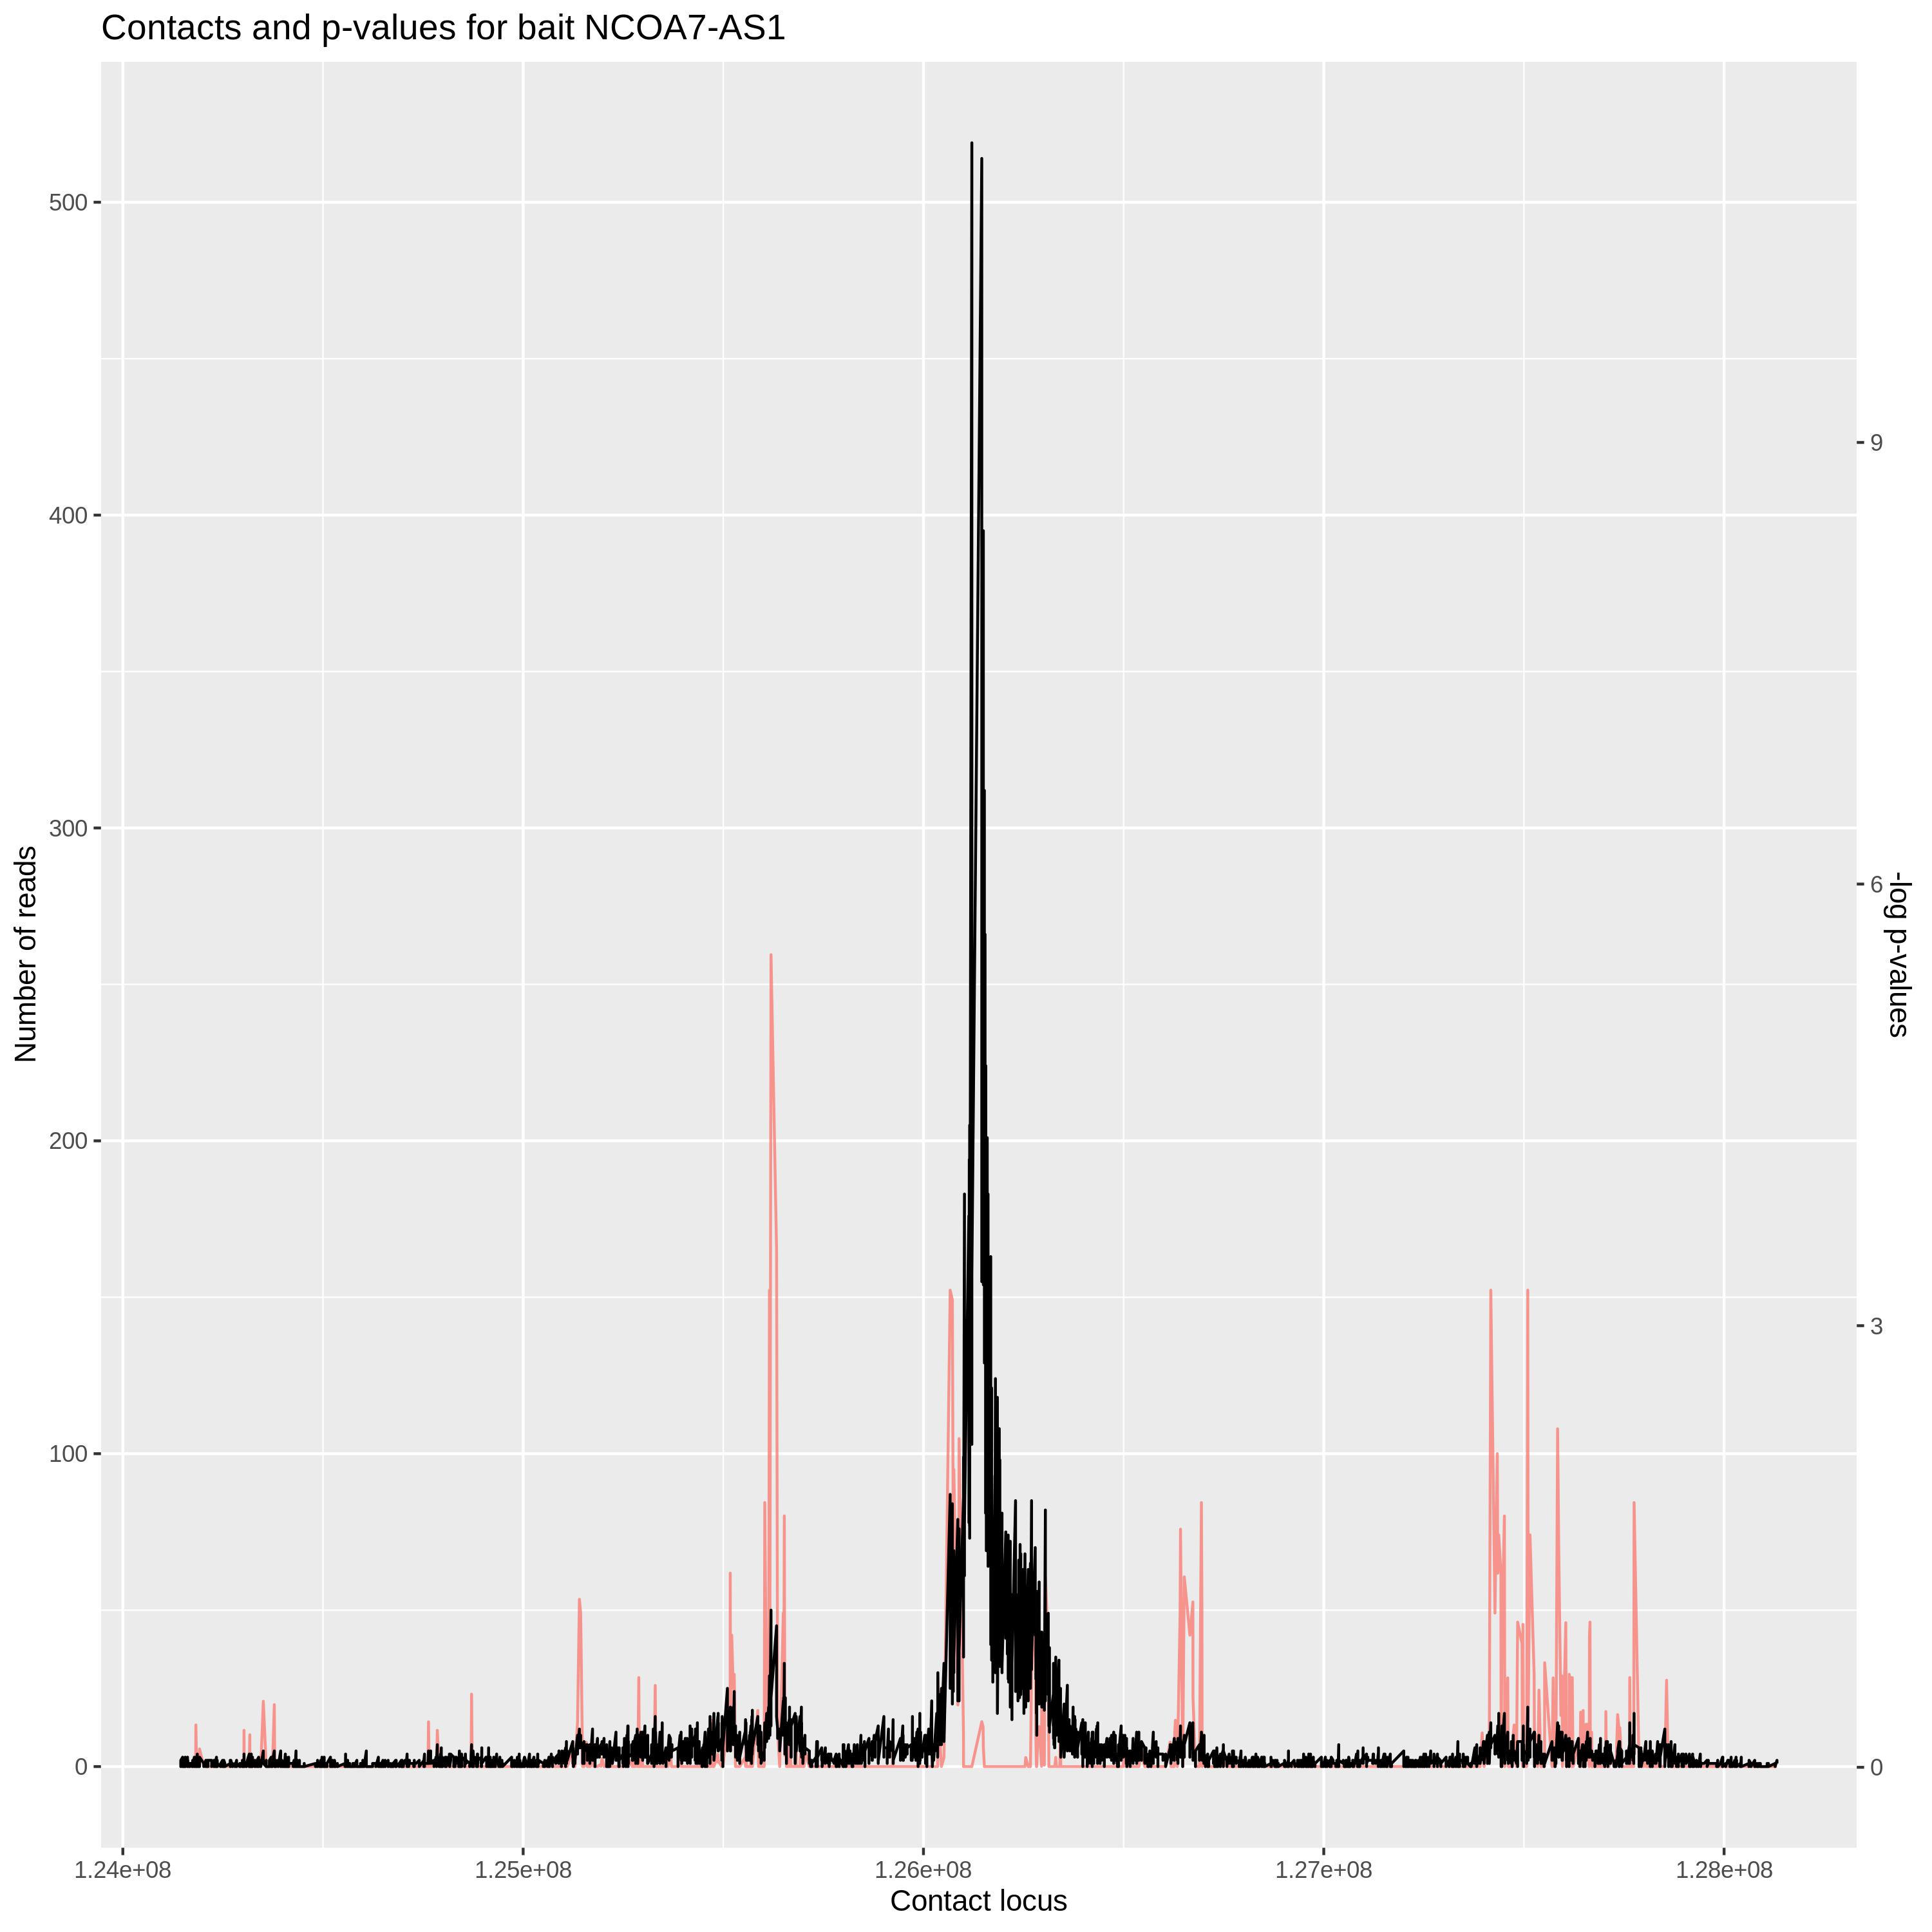 Contacts and p-values for bait NCOA7-AS1
500
400
300
200
100
0
Number of reads
9
6
3
0
-log p-values
1.24e+08
1.25e+08
1.26e+08
1.27e+08
1.28e+08
Contact locus